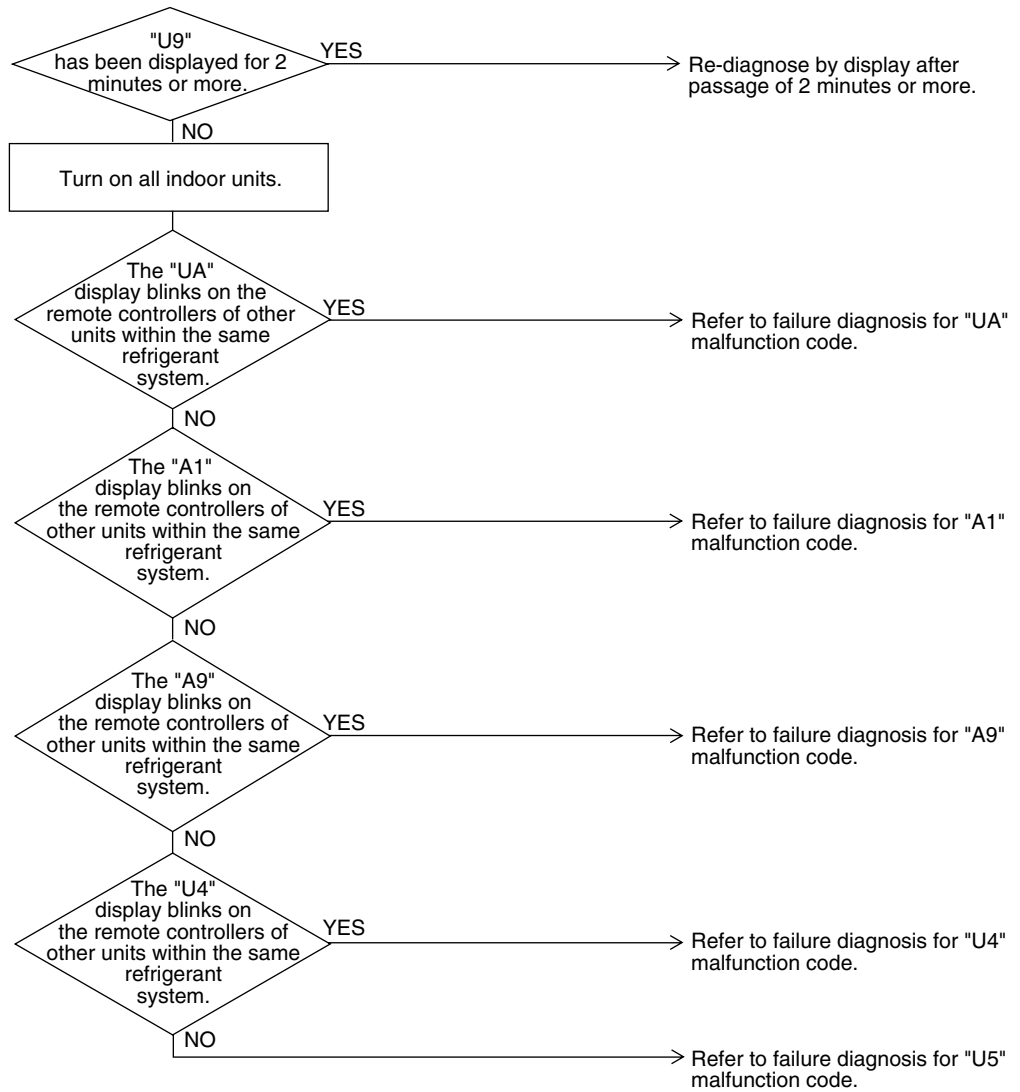 "U9"
has been displayed for 2
minutes or more.
YES
Re-diagnose by display after
passage of 2 minutes or more.
NO
Turn on all indoor units.
The "UA"
display blinks on the
remote controllers of other
units within the same
refrigerant
system.
YES
Refer to failure diagnosis for "UA"
malfunction code.
NO
The "A1"
display blinks on
the remote controllers of
other units within the same
refrigerant
system.
YES
Refer to failure diagnosis for "A1"
malfunction code.
NO
The "A9"
display blinks on
the remote controllers of
other units within the same
refrigerant
system.
YES
Refer to failure diagnosis for "A9"
malfunction code.
NO
The "U4"
display blinks on
the remote controllers of
other units within the same
refrigerant
system.
YES
Refer to failure diagnosis for "U4"
malfunction code.
NO
Refer to failure diagnosis for "U5"
malfunction code.